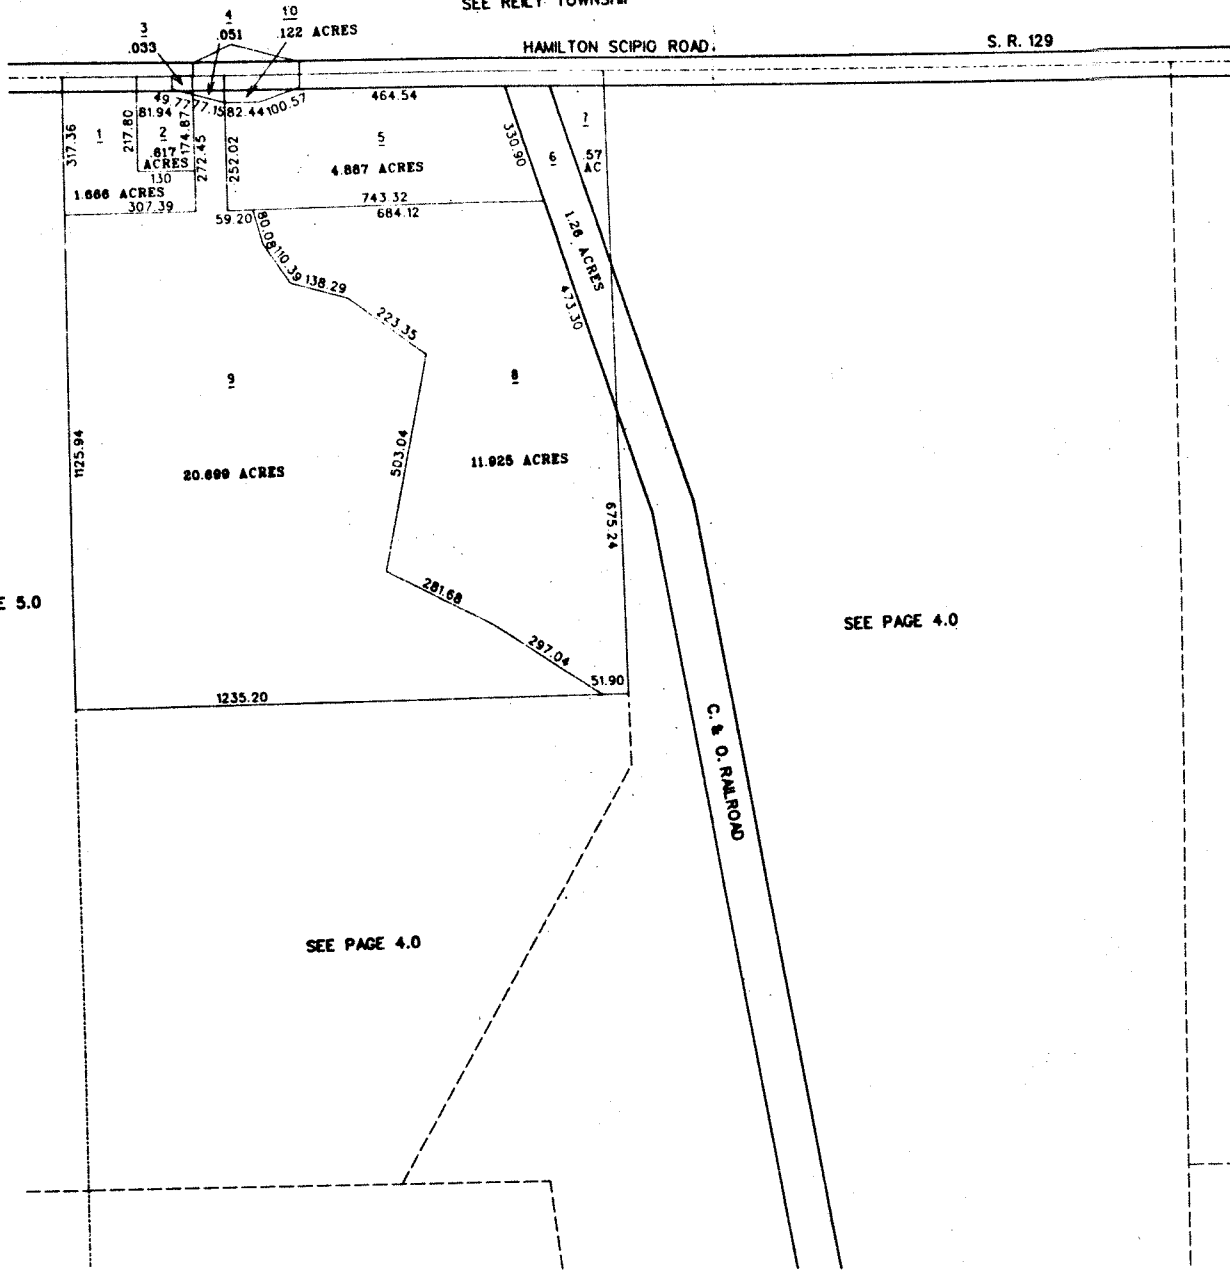 SEE REILY TOWNSHIP
3
.033
4
.051
10
.122 ACRES
HAMILTON SCIPIO ROAD.
S. R. 129
49.77
77.15
82.44
100.57
464.54
81.94
317.36
1
217.80
2
.617
ACRES
130
174.87
272.45
252.02
5
4.887 ACRES
330.90
6
7
.57
AC
1.666 ACRES
307.39
743.32
59.20
684.12
1.26 ACRES
80.08
110.39
138.29
223.35
473.30
9
8
1125.94
20.699 ACRES
503.04
11.925 ACRES
675.24
E 5.0
281.68
297.04
51.90
1235.20
SEE PAGE 4.0
C. & O. RAILROAD
SEE PAGE 4.0